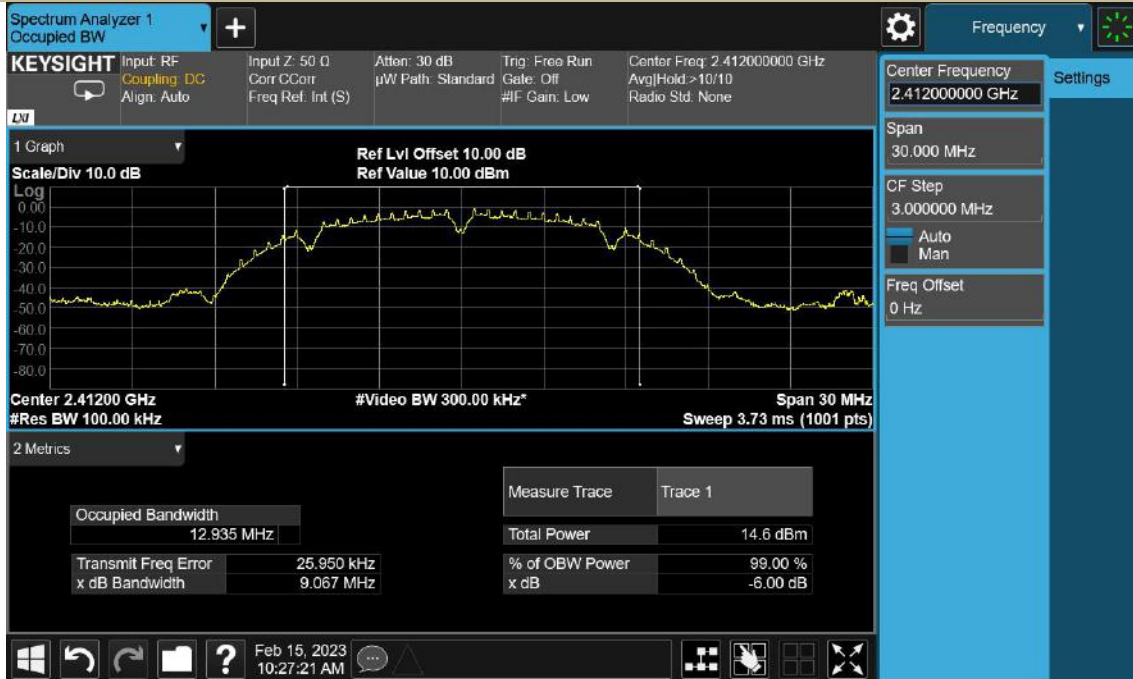 Spectrum Analyzer 1
Occupied BW
+
Frequency
KEYSIGHT
Input: RF
Coupling: DC
Align: Auto
Input Z: 50 Ω
Corr CCorr
Freq Ref: Int (S)
Atten: 30 dB
µW Path: Standard
Trig: Free Run
Gate: Off
#IF Gain: Low
Center Freq: 2.412000000 GHz
Avg|Hold:>10/10
Radio Std: None
LXI
Center Frequency
2.412000000 GHz
Settings
Span
30.000 MHz
CF Step
3.000000 MHz
Auto
Man
Freq Offset
0 Hz
1 Graph
Scale/Div 10.0 dB
Ref Lvl Offset 10.00 dB
Ref Value 10.00 dBm
Log
0.00
-10.0
-20.0
-30.0
-40.0
-50.0
-60.0
-70.0
-80.0
Center 2.41200 GHz
#Video BW 300.00 kHz*
Span 30 MHz
#Res BW 100.00 kHz
Sweep 3.73 ms (1001 pts)
2 Metrics
Measure Trace
Trace 1
Occupied Bandwidth
12.935 MHz
Total Power
14.6 dBm
Transmit Freq Error
25.950 kHz
% of OBW Power
99.00 %
x dB Bandwidth
9.067 MHz
x dB
-6.00 dB
?
Feb 15, 2023
10:27:21 AM